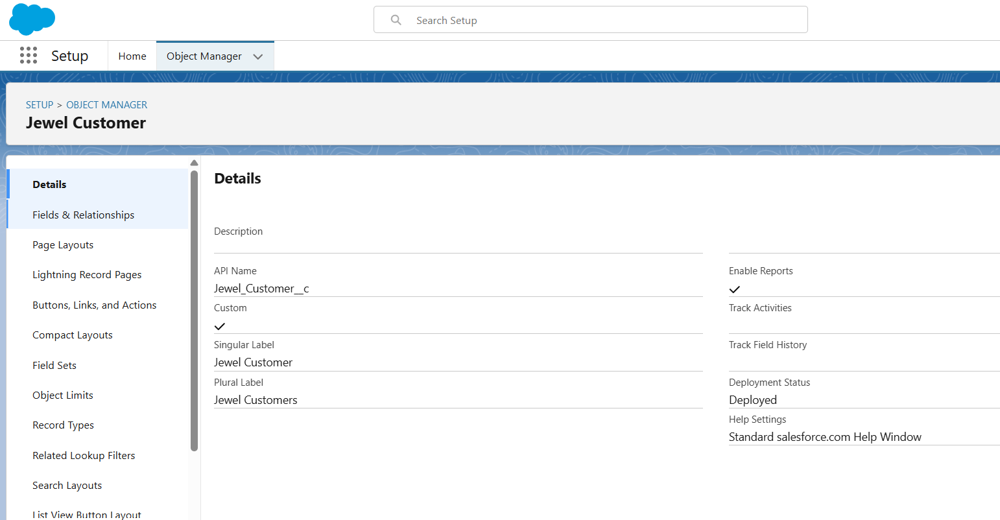 Search Setup
Setup
Home
Object Manager
SETUP > OBJECT MANAGER
Jewel Customer
Details
Fields & Relationships
Page Layouts
Lightning Record Pages
Buttons, Links, and Actions
Compact Layouts
Field Sets
Object Limits
Record Types
Related Lookup Filters
Search Layouts
List View Button Layout
Details
Description
API Name
Jewel_Customer__c
Custom
Singular Label
Jewel Customer
Plural Label
Jewel Customers
Enable Reports
Track Activities
Track Field History
Deployment Status
Deployed
Help Settings
Standard salesforce.com Help Window